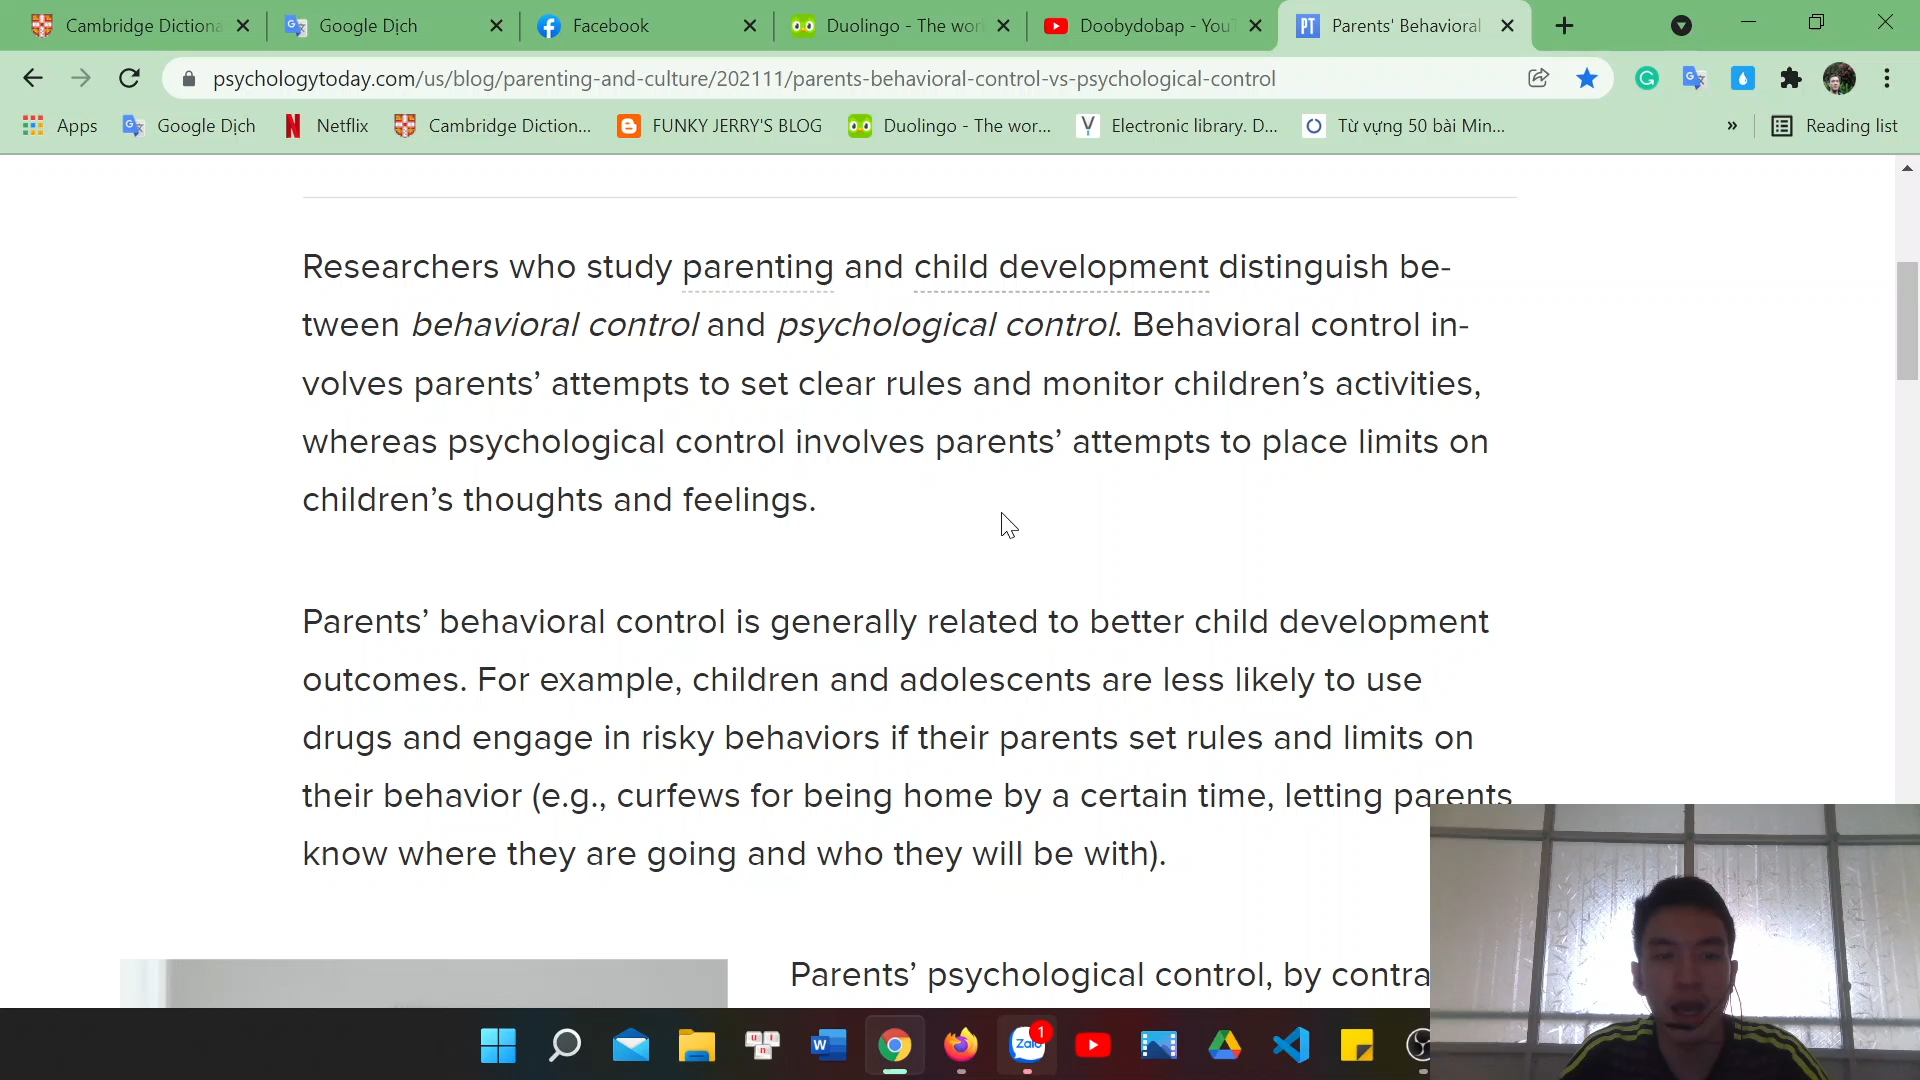 Cambridge Dictiona
Google Dịch
Facebook
Duolingo - The wor
Doobydobap - YouT
PT
Parents' Behavioral
psychologytoday.com/us/blog/parenting-and-culture/202111/parents-behavioral-control-vs-psychological-control
Apps
Google Dịch
Netflix
Cambridge Diction...
FUNKY JERRY'S BLOG
Duolingo - The wor...
Electronic library. D...
Từ vựng 50 bài Min...
»
Reading list
Researchers who study parenting and child development distinguish be-
tween behavioral control and psychological control. Behavioral control in-
volves parents’ attempts to set clear rules and monitor children’s activities,
whereas psychological control involves parents’ attempts to place limits on
children’s thoughts and feelings.
Parents’ behavioral control is generally related to better child development
outcomes. For example, children and adolescents are less likely to use
drugs and engage in risky behaviors if their parents set rules and limits on
their behavior (e.g., curfews for being home by a certain time, letting parents
know where they are going and who they will be with).
Parents’ psychological control, by contra
Zalo
1